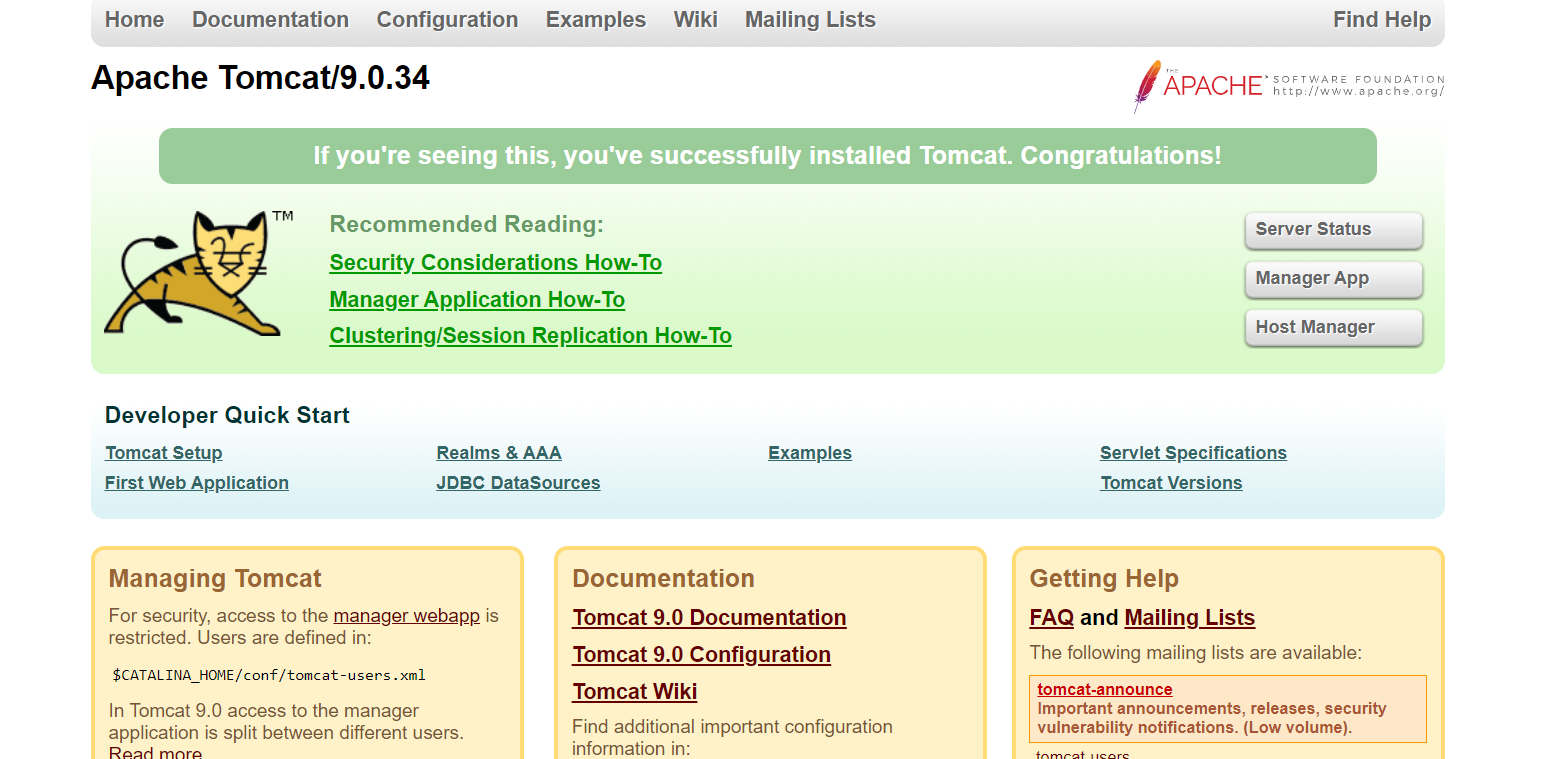 Home Documentation Configuration Examples Wiki Mailing Lists Find Help
Apache Tomcat/9.0.34
THE APACHE SOFTWARE FOUNDATION
http://www.apache.org/
If you're seeing this, you've successfully installed Tomcat. Congratulations!
TM
Recommended Reading:
Security Considerations How-To
Manager Application How-To
Clustering/Session Replication How-To
Server Status
Manager App
Host Manager
Developer Quick Start
Tomcat Setup
First Web Application
Realms & AAA
JDBC DataSources
Examples
Servlet Specifications
Tomcat Versions
Managing Tomcat
For security, access to the manager webapp is
restricted. Users are defined in:
$CATALINA_HOME/conf/tomcat-users.xml
In Tomcat 9.0 access to the manager
application is split between different users.
Read more
Documentation
Tomcat 9.0 Documentation
Tomcat 9.0 Configuration
Tomcat Wiki
Find additional important configuration
information in:
Getting Help
FAQ and Mailing Lists
The following mailing lists are available:
tomcat-announce
Important announcements, releases, security
vulnerability notifications. (Low volume).
tomcat-users